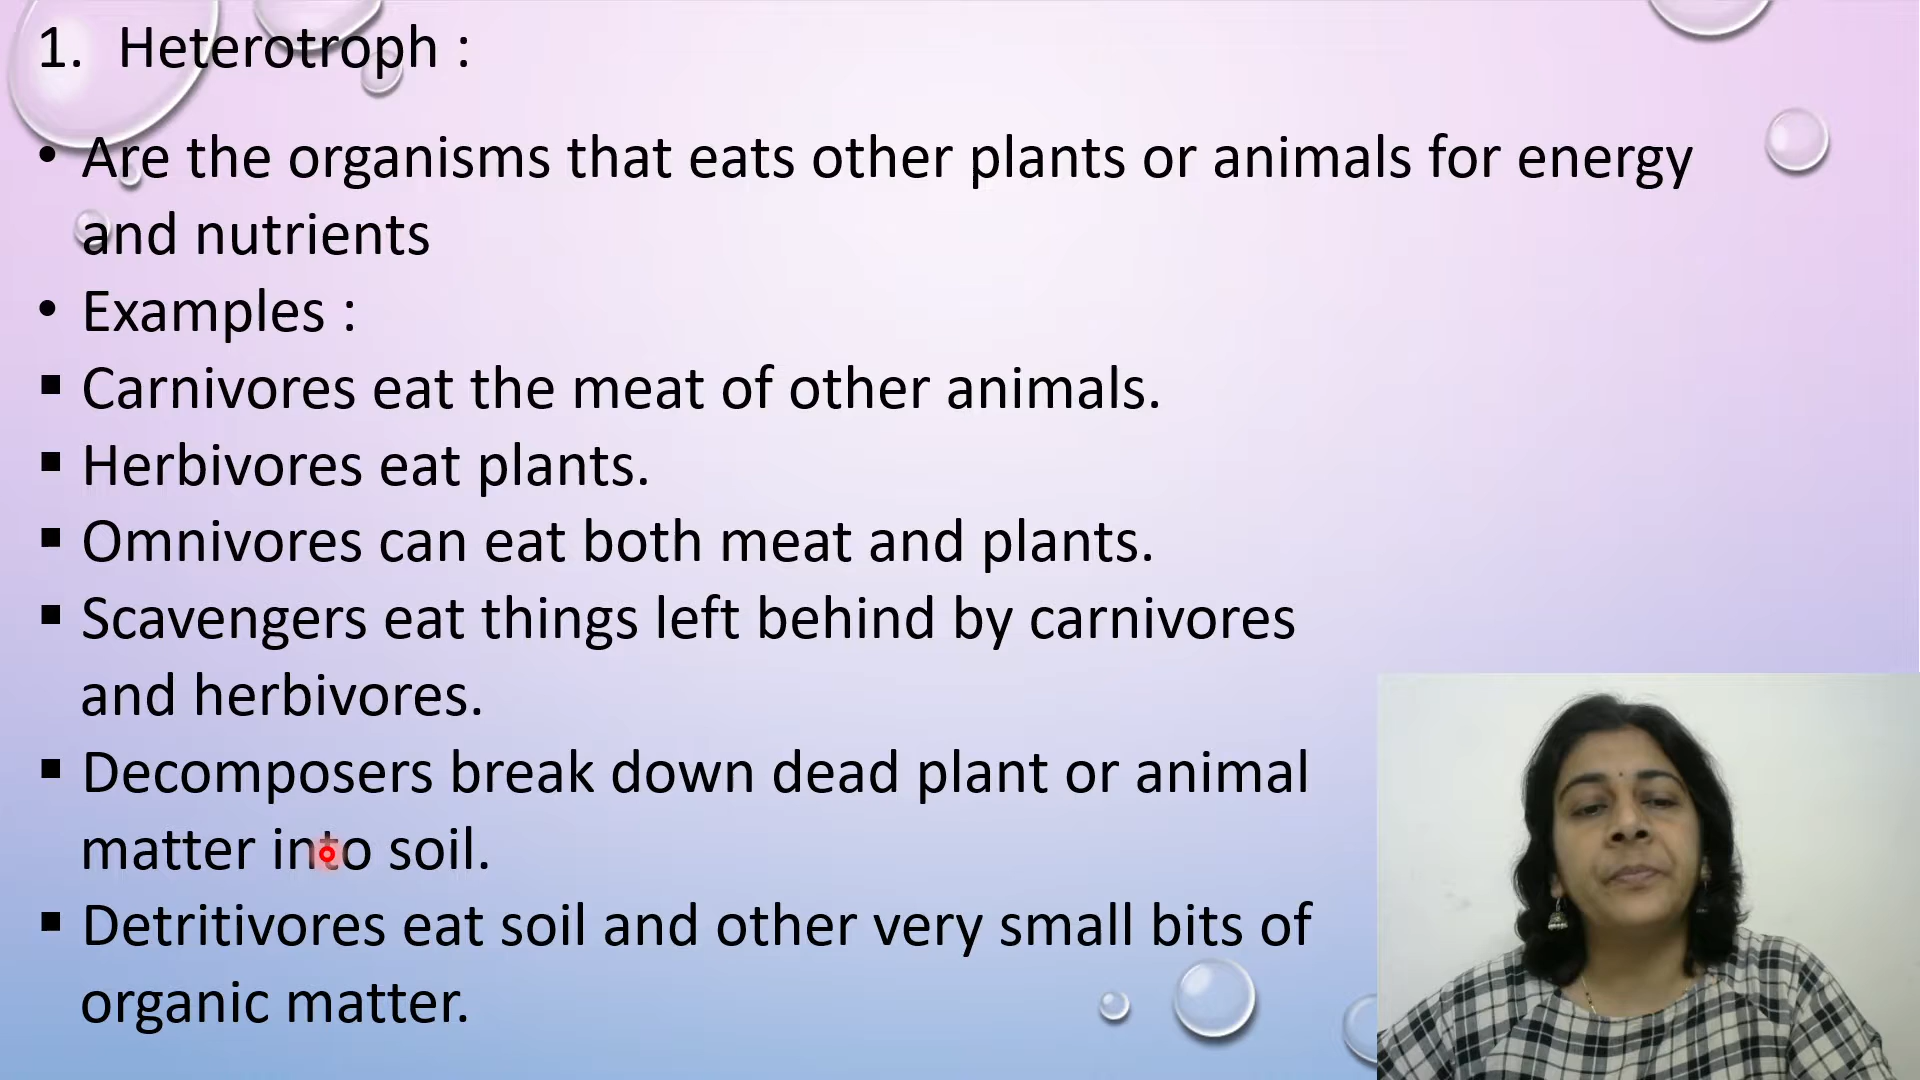 1. Heterotroph :
• Are the organisms that eats other plants or animals for energy
and nutrients
• Examples :
▪ Carnivores eat the meat of other animals.
▪ Herbivores eat plants.
▪ Omnivores can eat both meat and plants.
▪ Scavengers eat things left behind by carnivores
and herbivores.
▪ Decomposers break down dead plant or animal
matter into soil.
▪ Detritivores eat soil and other very small bits of
organic matter.